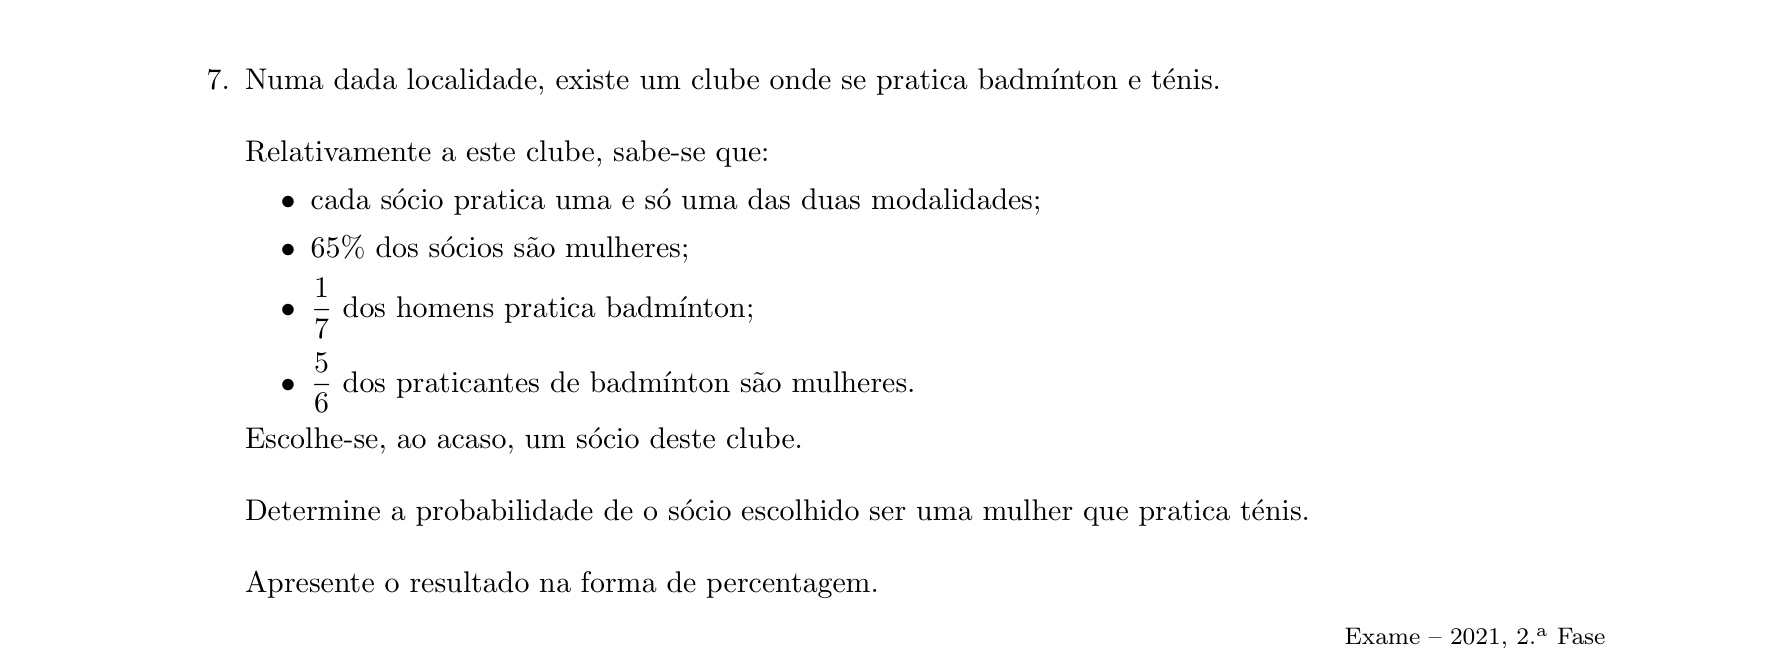 7. Numa dada localidade, existe um clube onde se pratica badmínton e ténis.
Relativamente a este clube, sabe-se que:
• cada sócio pratica uma e só uma das duas modalidades;
• 65% dos sócios são mulheres;
• 1/7 dos homens pratica badmínton;
• 5/6 dos praticantes de badmínton são mulheres.
Escolhe-se, ao acaso, um sócio deste clube.
Determine a probabilidade de o sócio escolhido ser uma mulher que pratica ténis.
Apresente o resultado na forma de percentagem.
Exame – 2021, 2.ª Fase